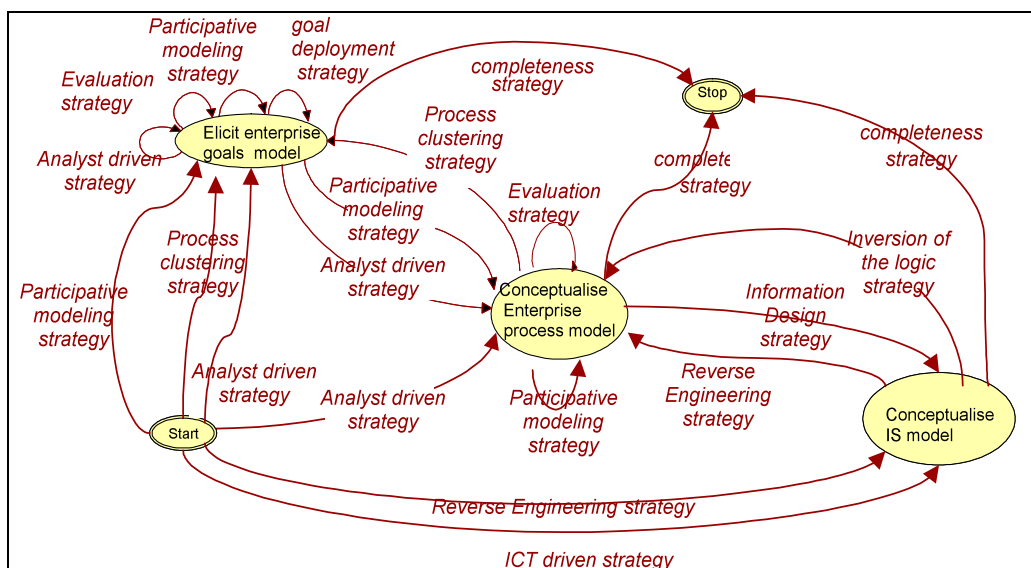 Participative
modeling
strategy
goal
deployment
strategy
Evaluation
strategy
completeness
strategy
Stop
Elicit enterprise
goals model
Process
clustering
strategy
completeness
strategy
Analyst driven
strategy
complete
strategy
Participative
modeling
strategy
Evaluation
strategy
Process
clustering
strategy
Analyst driven
strategy
Inversion of
the logic
strategy
Participative
modeling
strategy
Conceptualise
Enterprise
process model
Information
Design
strategy
Analyst driven
strategy
Analyst driven
strategy
Reverse
Engineering
strategy
Participative
modeling
strategy
Conceptualise
IS model
Start
Reverse Engineering strategy
ICT driven strategy